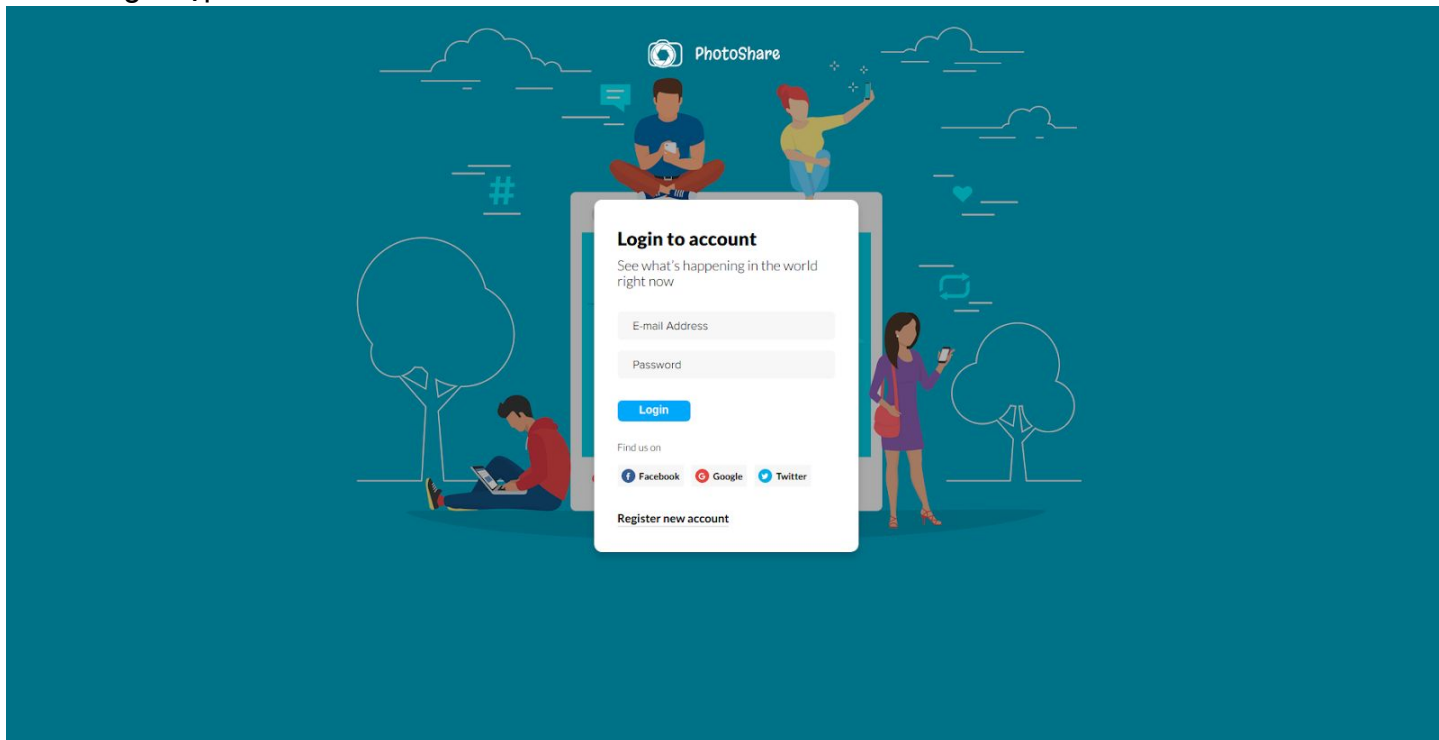 PhotoShare
#
Login to account
See what's happening in the world
right now
E-mail Address
Password
Login
Find us on
Facebook Google Twitter
Register new account